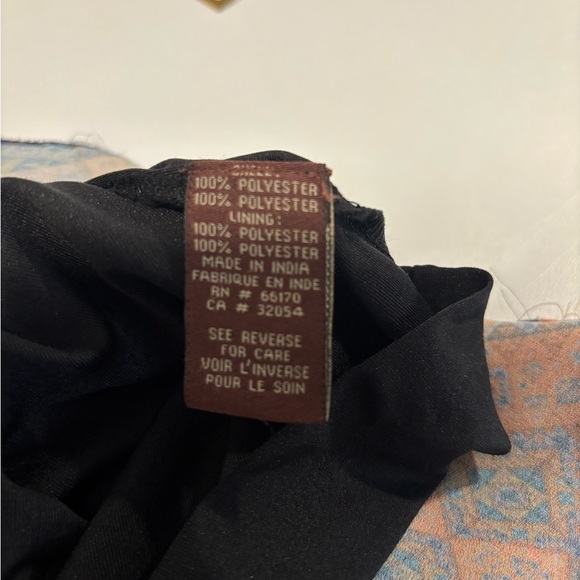 SHELL:
100% POLYESTER
100% POLYESTER
LINING:
100% POLYESTER
100% POLYESTER
MADE IN INDIA
FABRIQUE EN INDE
RN # 66170
CA # 32054
SEE REVERSE
FOR CARE
VOIR L'INVERSE
POUR LE SOIN